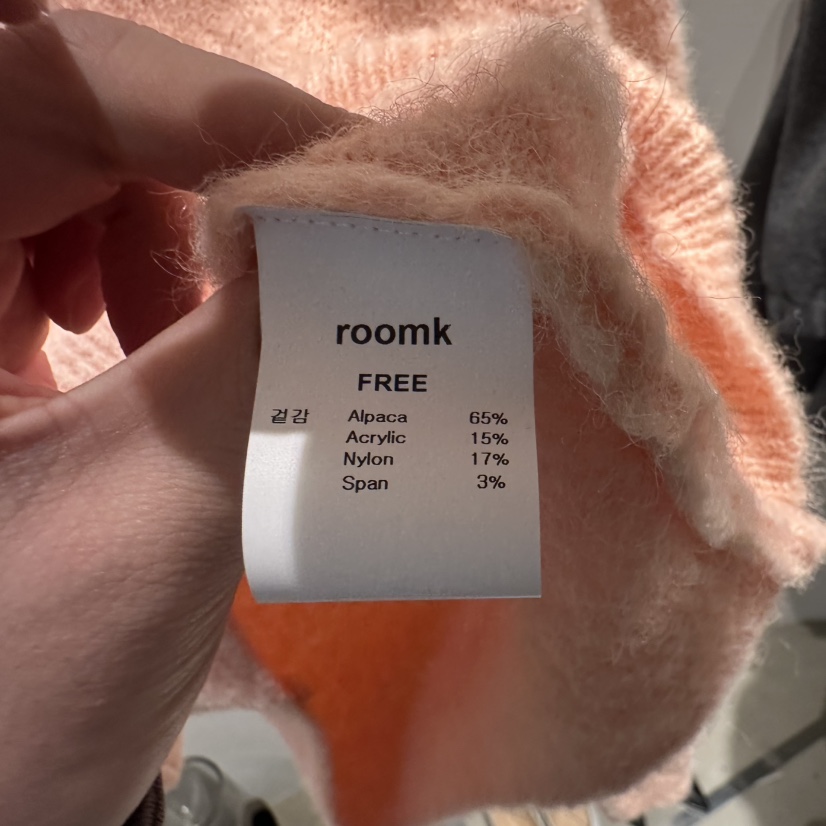 roomk
FREE
겉감 Alpaca 65%
Acrylic 15%
Nylon 17%
Span 3%